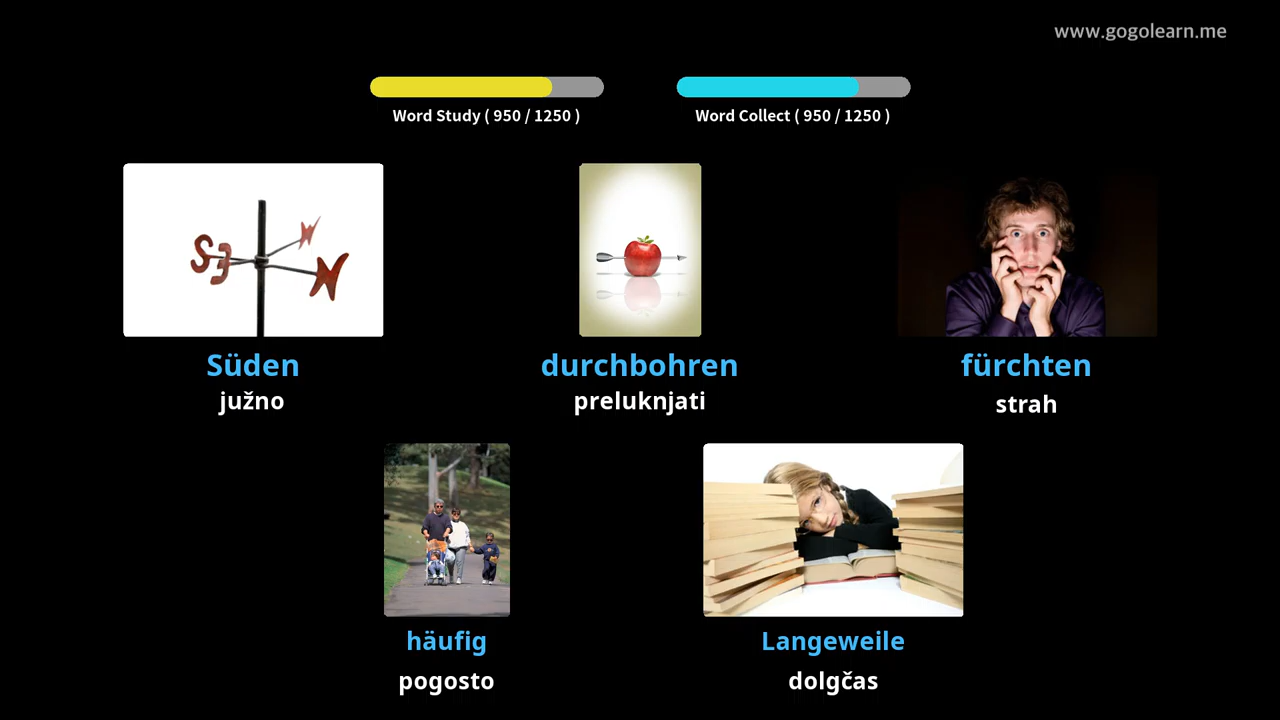 www.gogolearn.me
Word Study ( 950 / 1250 )
Word Collect ( 950 / 1250 )
S E N W
Süden
južno
durchbohren
preluknjati
fürchten
strah
häufig
pogosto
Langeweile
dolgčas